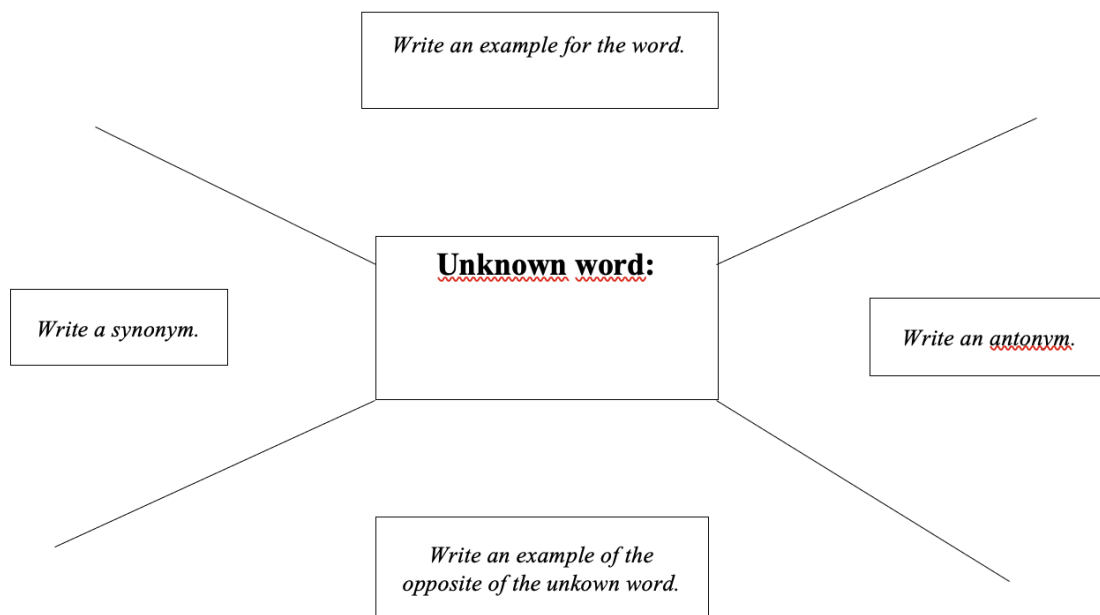 Write an example for the word.
Unknown word:
Write a synonym.
Write an antonym.
Write an example of the
opposite of the unkown word.